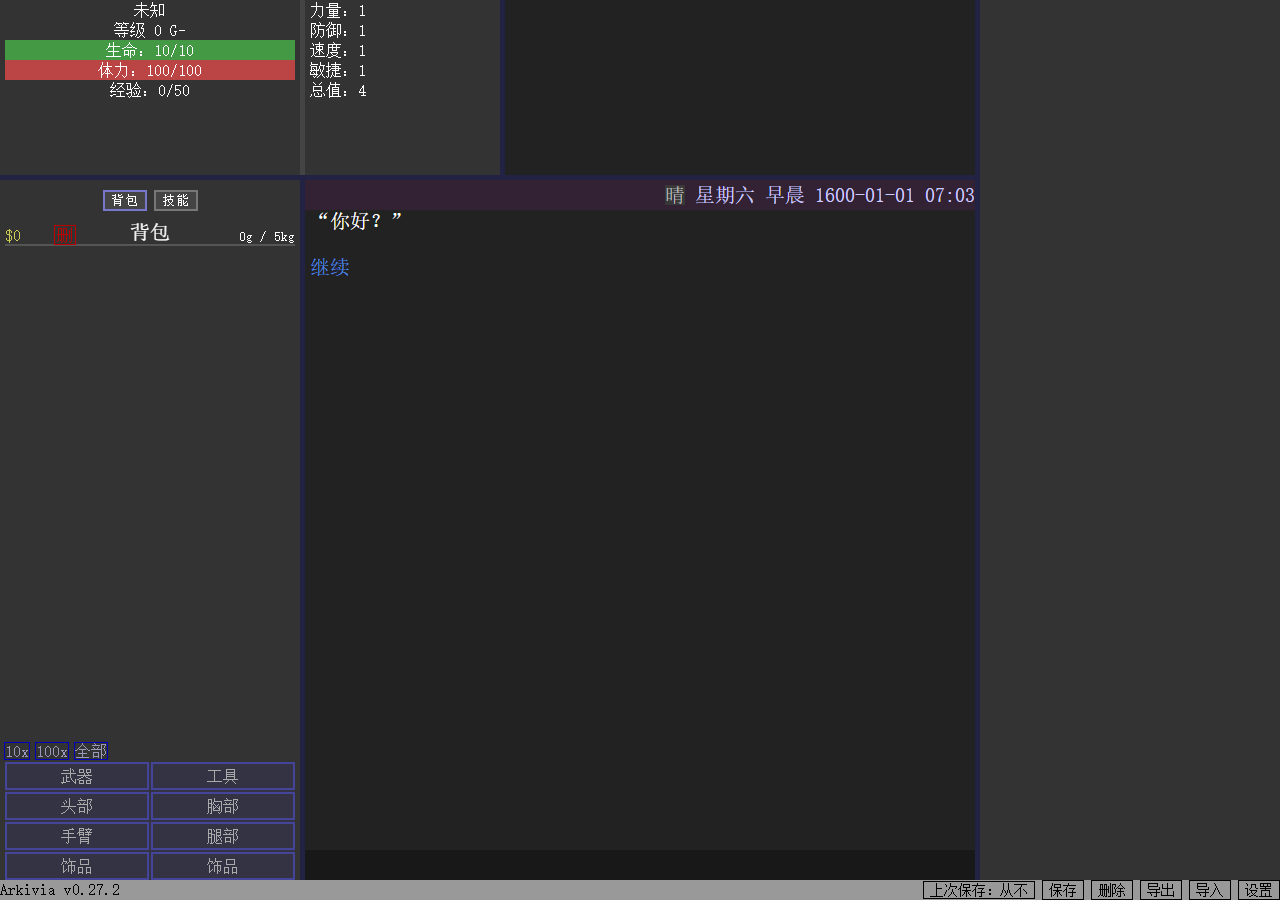 未知
等级 0 G-
生命：10/10
体力：100/100
经验：0/50
力量：1
防御：1
速度：1
敏捷：1
总值：4
背包 技能
$0 背包 0g / 5kg
晴 星期六 早晨 1600-01-01 07:03
“你好？”
继续
10x 100x 全部
武器 工具
头部 胸部
手臂 腿部
饰品 饰品
Arkivia v0.27.2 上次保存：从不 保存 删除 导出 导入 设置